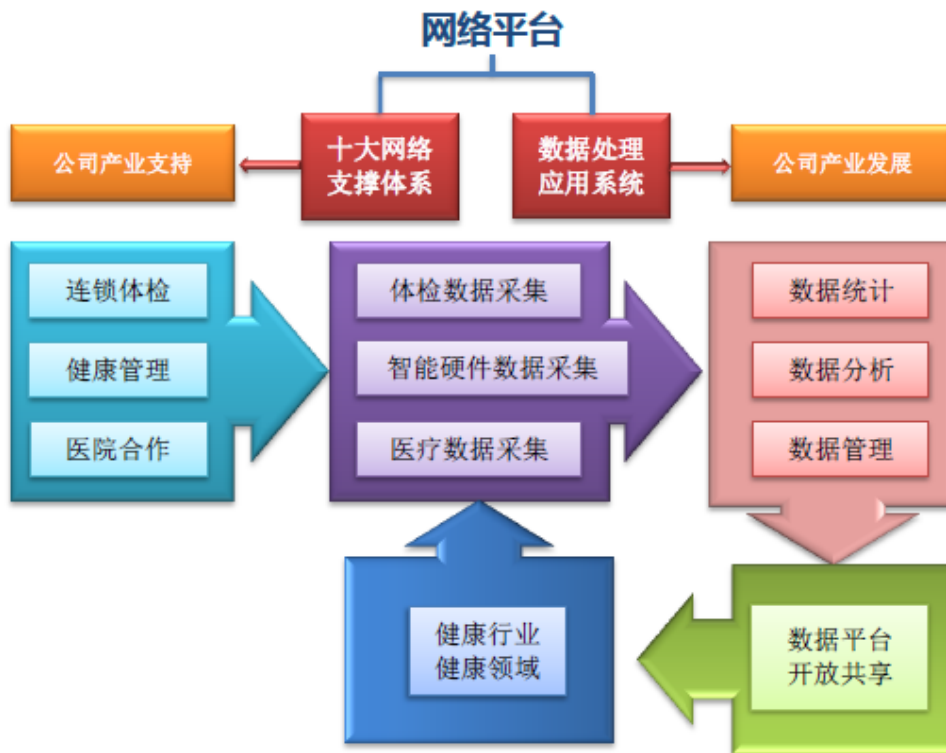 网络平台
公司产业支持
十大网络
支撑体系
数据处理
应用系统
公司产业发展
连锁体检
健康管理
医院合作
体检数据采集
智能硬件数据采集
医疗数据采集
数据统计
数据分析
数据管理
健康行业
健康领域
数据平台
开放共享